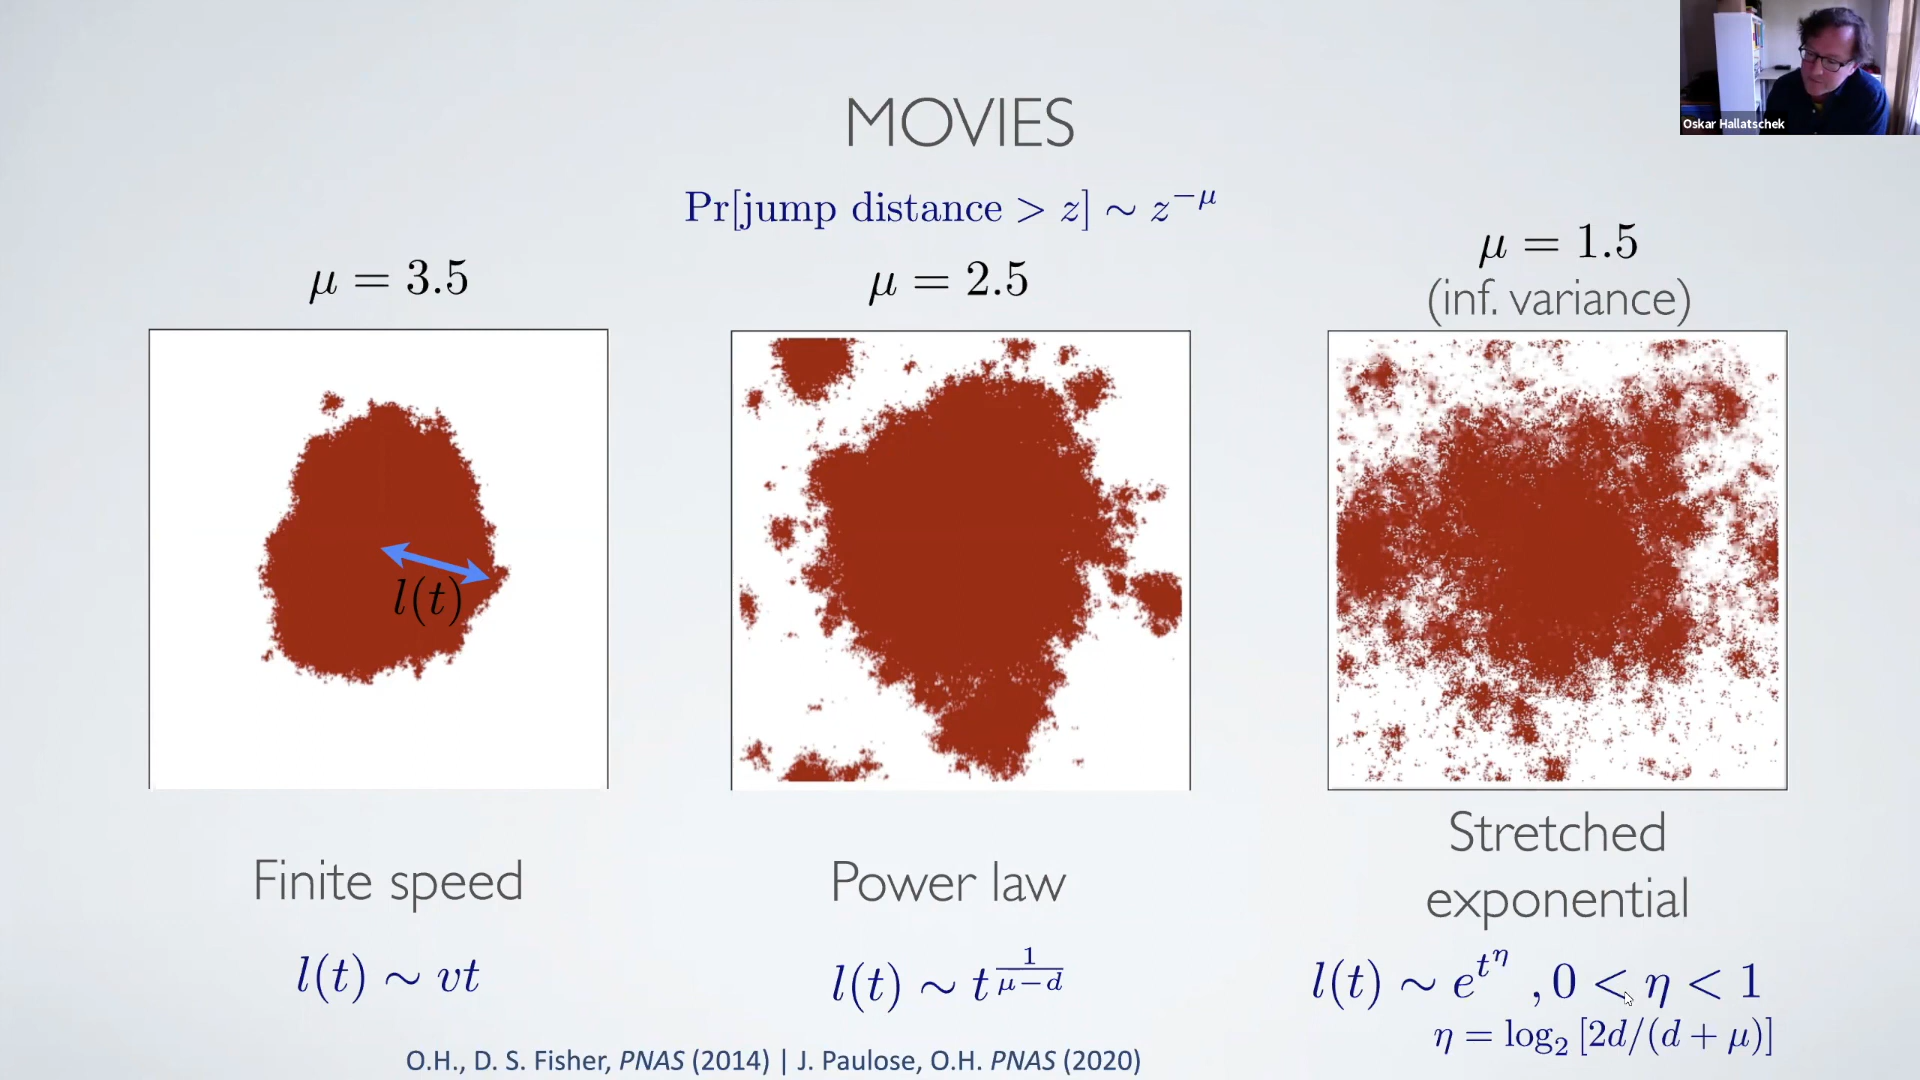 Oskar Hallatschek
MOVIES
Pr[jump distance > z] ∼ z^{−μ}
μ = 3.5
μ = 2.5
μ = 1.5
(inf. variance)
l(t)
Finite speed
Power law
Stretched
exponential
l(t) ∼ vt
l(t) ∼ t^{\frac{1}{μ−d}}
l(t) ∼ e^{t^η} , 0 < η < 1
η = log₂ [2d/(d + μ)]
O.H., D. S. Fisher, PNAS (2014) | J. Paulose, O.H. PNAS (2020)